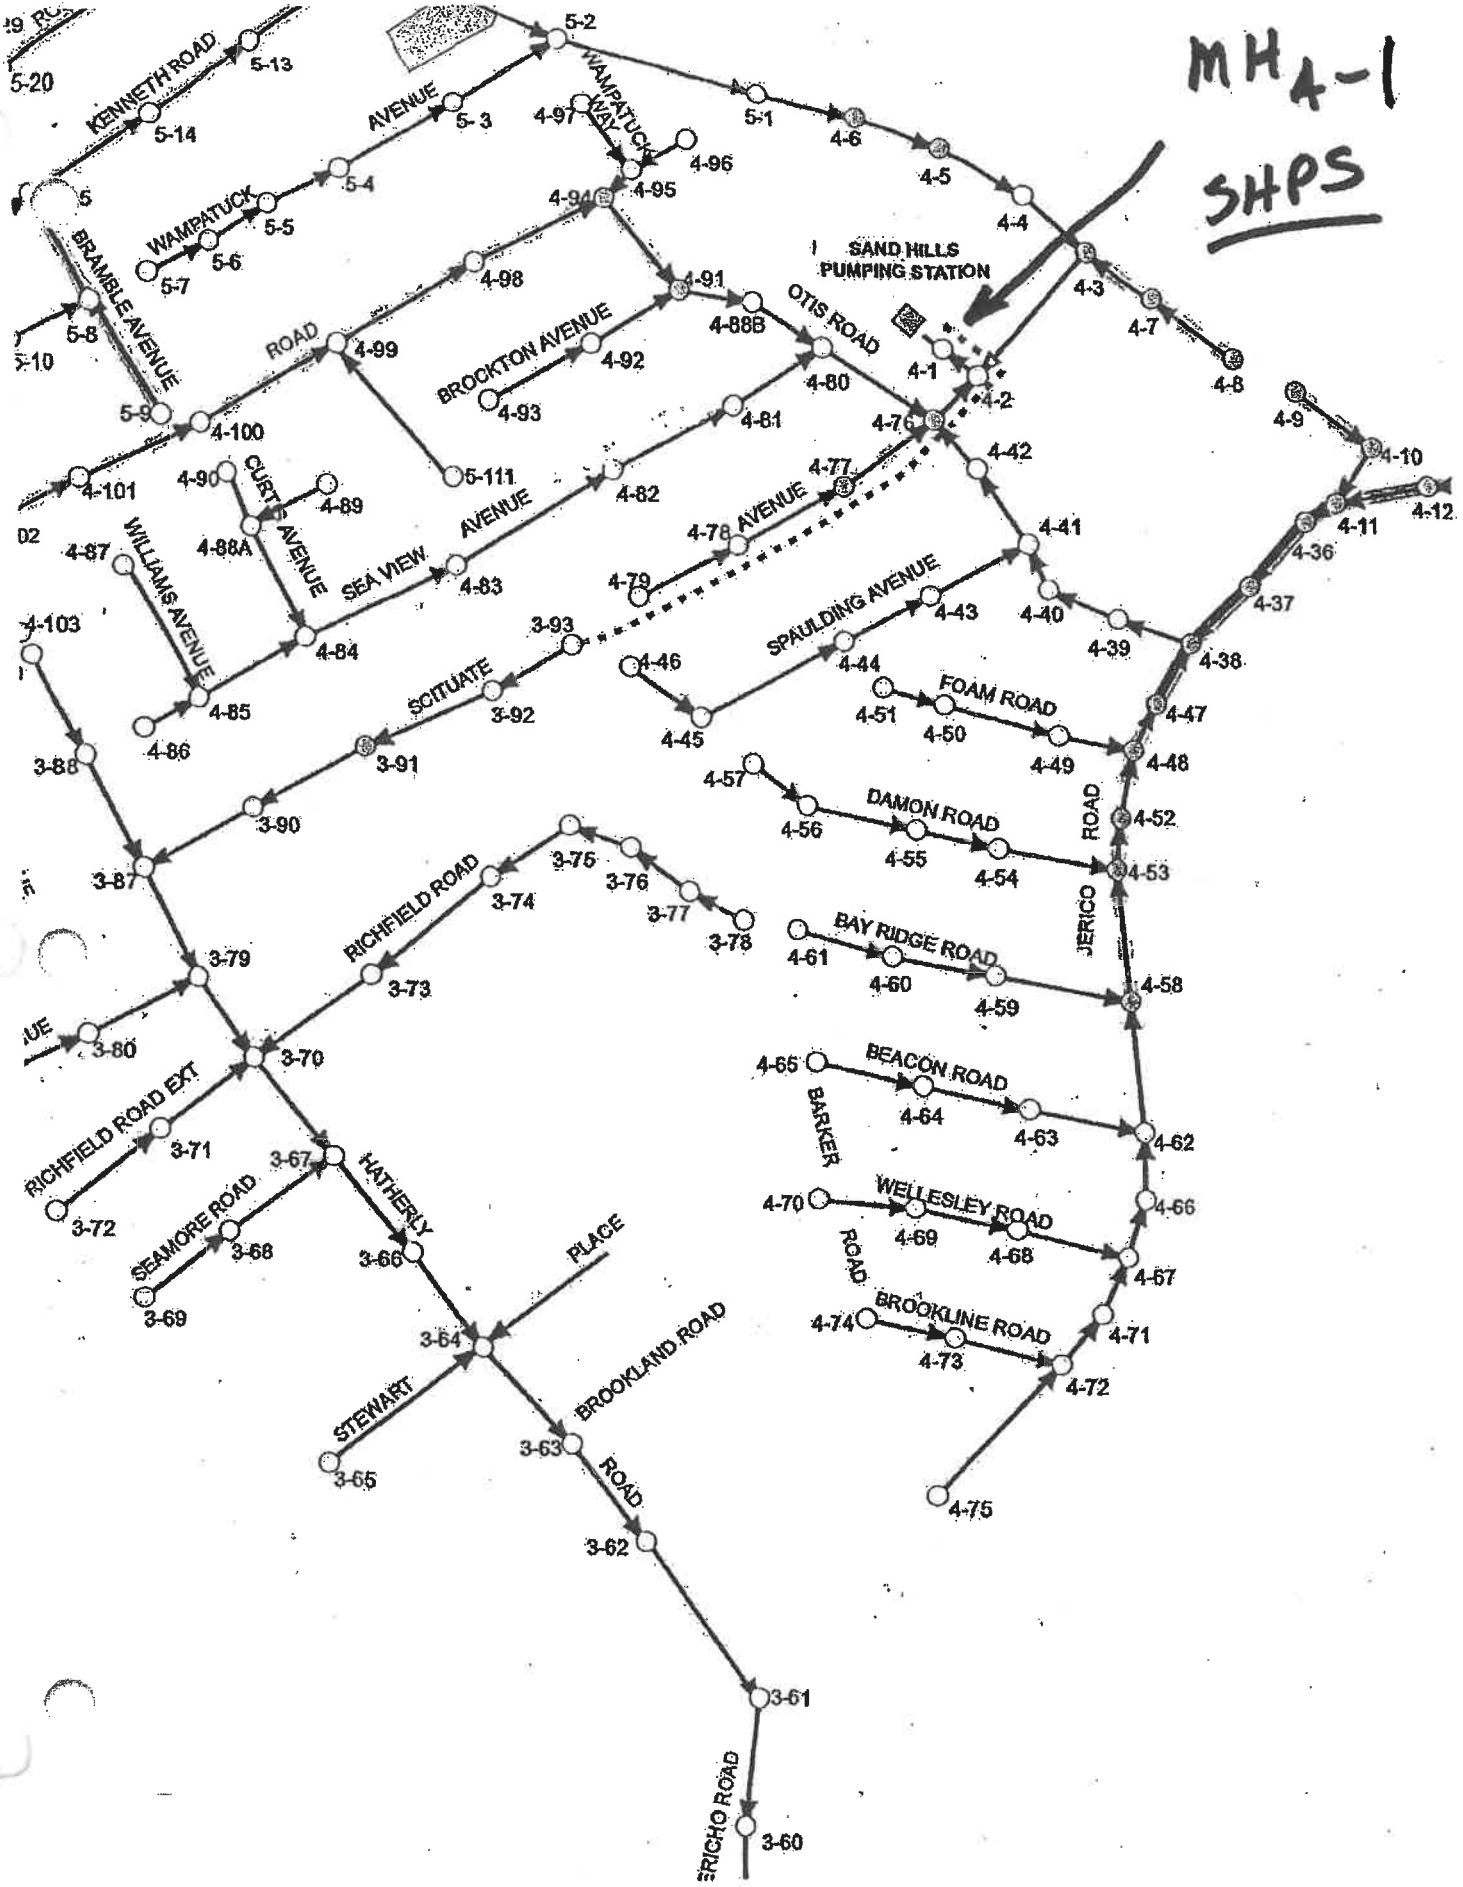 5-20
KENNETH ROAD
5-13
5-14
5-2
MH 4-1
SHPS
WAMPATUCK
WAY
AVENUE
5-3
4-97
5-1
4-6
4-96
4-5
5-4
4-95
4-94
4-4
WAMPATUCK
5-5
5-6
5-7
BRAMBLE AVENUE
SAND HILLS
PUMPING STATION
4-3
4-98
4-91
4-7
OTIS ROAD
4-88B
5-8
ROAD
4-99
BROCKTON AVENUE
4-92
4-93
4-80
4-1
4-2
4-8
4-9
5-9
4-100
4-81
4-76
4-42
4-10
4-101
4-90
CURTIS AVENUE
4-89
5-111
4-82
4-77
4-11
4-12
02
4-87
WILLIAMS AVENUE
4-88A
AVENUE
4-78
AVENUE
4-41
4-36
SEA VIEW
4-83
4-79
SPAULDING AVENUE
4-43
4-40
4-37
4-103
3-93
4-84
4-39
4-38
4-44
4-46
4-85
4-86
SCITUATE
3-92
4-45
FOAM ROAD
4-51
4-50
4-49
4-47
4-48
3-88
3-91
4-57
3-90
4-56
DAMON ROAD
4-55
4-54
ROAD
4-52
4-53
3-87
3-75
3-76
3-74
3-77
3-78
RICHFIELD ROAD
JERICO
BAY RIDGE ROAD
4-61
4-60
4-59
4-58
3-79
3-73
3-80
3-70
4-65
BEACON ROAD
4-64
4-63
4-62
RICHFIELD ROAD EXT
3-71
3-72
BARKER
3-67
HATHERLY
SEAMORE ROAD
3-68
3-69
3-66
PLACE
4-70
WELLESLEY ROAD
4-69
4-68
4-66
4-67
ROAD
3-64
STEWART
3-65
BROOKLAND ROAD
4-74
BROOKLINE ROAD
4-73
4-71
4-72
3-63
ROAD
3-62
4-75
3-61
ERICHO ROAD
3-60